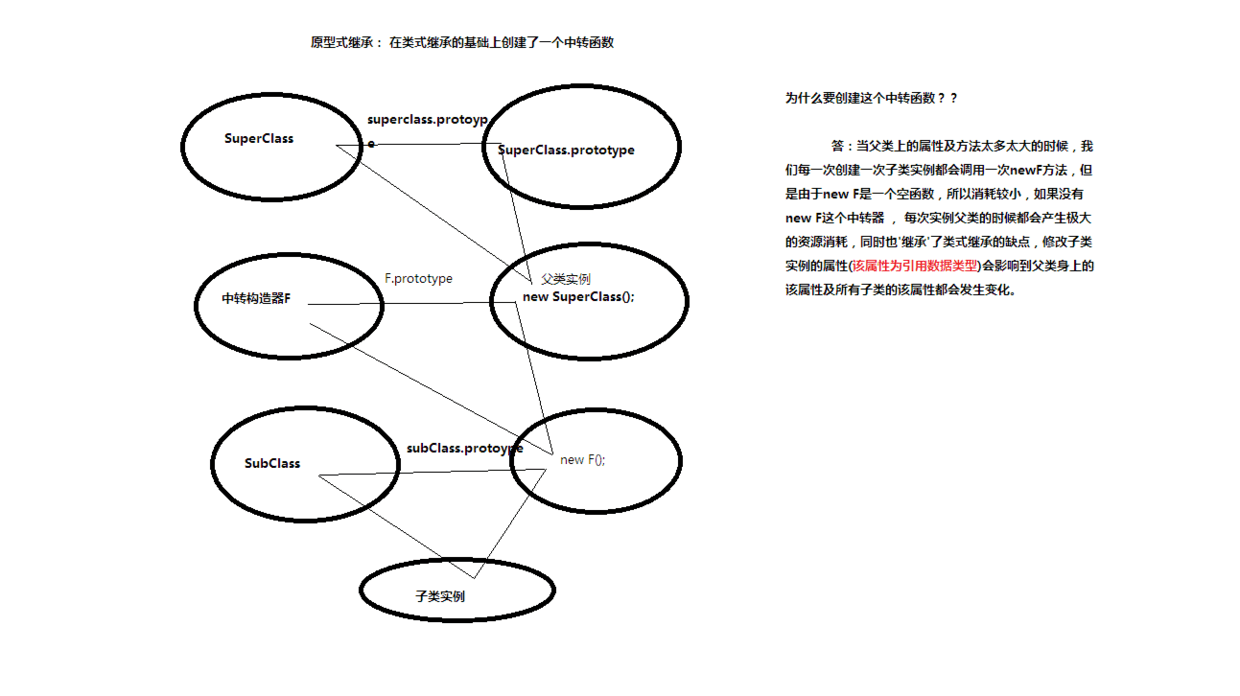 原型式继承： 在类式继承的基础上创建了一个中转函数
SuperClass
superclass.protoyp
e
SuperClass.prototype
中转构造器F
F.prototype
父类实例
new SuperClass();
SubClass
subClass.protoype
new F();
子类实例
为什么要创建这个中转函数？？
答：当父类上的属性及方法太多太大的时候，我
们每一次创建一次子类实例都会调用一次newF方法，但
是由于new F是一个空函数，所以消耗较小，如果没有
new F这个中转器 ， 每次实例父类的时候都会产生极大
的资源消耗，同时也'继承'了类式继承的缺点，修改子类
实例的属性(该属性为引用数据类型)会影响到父类身上的
该属性及所有子类的该属性都会发生变化。